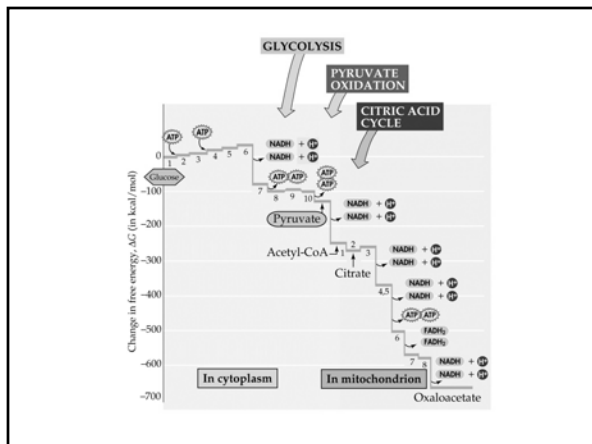 GLYCOLYSIS
PYRUVATE
OXIDATION
CITRIC ACID
CYCLE
ATP
ATP
0
1 2 3 4 5 6
NADH + H+
NADH + H+
Glucose
ATP ATP
ATP
ATP
−100
7 8 9 10
Pyruvate
NADH + H+
NADH + H+
−200
Acetyl-CoA
1 2 3
Citrate
NADH + H+
NADH + H+
−300
4,5
NADH + H+
NADH + H+
−400
ATP ATP
−500
6
FADH2
FADH2
−600
7 8
NADH + H+
NADH + H+
−700
Oxaloacetate
In cytoplasm
In mitochondrion
Change in free energy, ΔG (in kcal/mol)